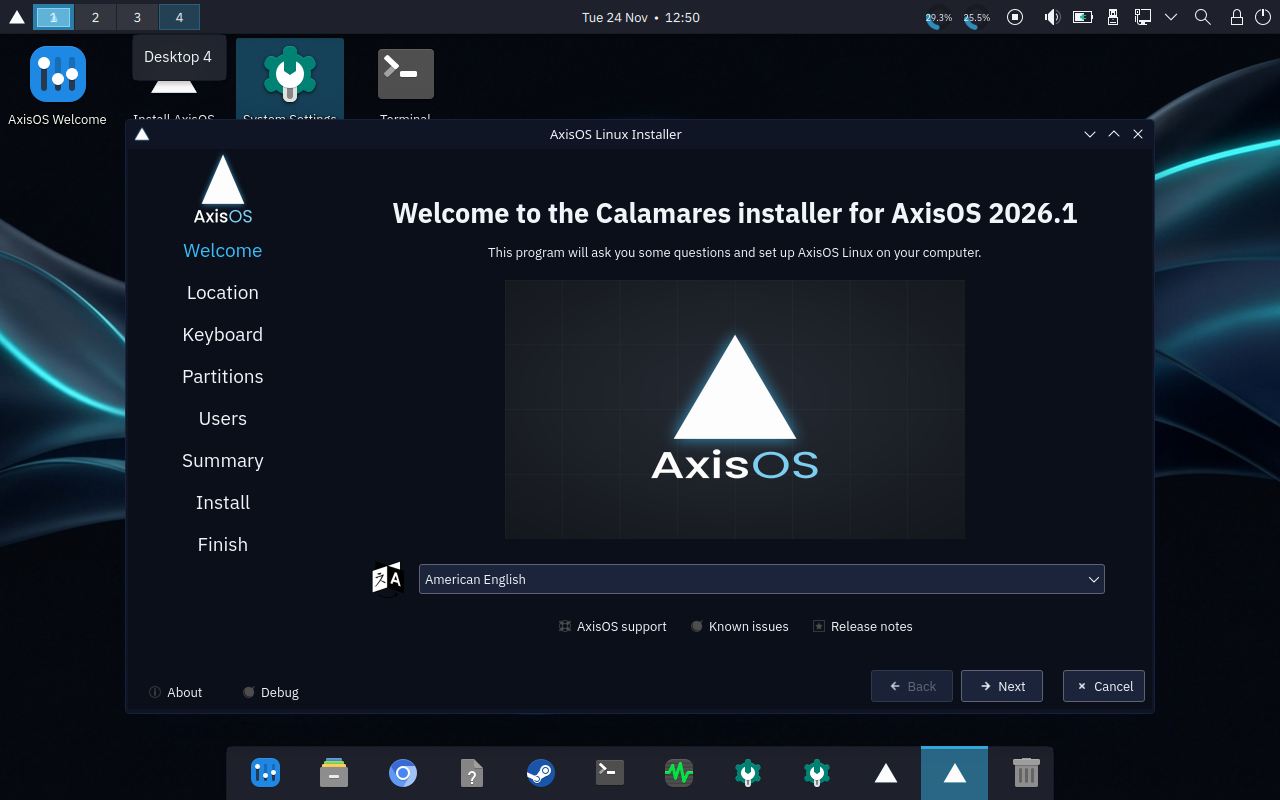 1 2 3 4
Tue 24 Nov • 12:50
29.3% 25.5%
Desktop 4
AxisOS Welcome
Install AxisOS
System Settings
Terminal
AxisOS Linux Installer
AxisOS
Welcome
Location
Keyboard
Partitions
Users
Summary
Install
Finish
Welcome to the Calamares installer for AxisOS 2026.1
This program will ask you some questions and set up AxisOS Linux on your computer.
AxisOS
American English
AxisOS support Known issues Release notes
About Debug
Back Next Cancel